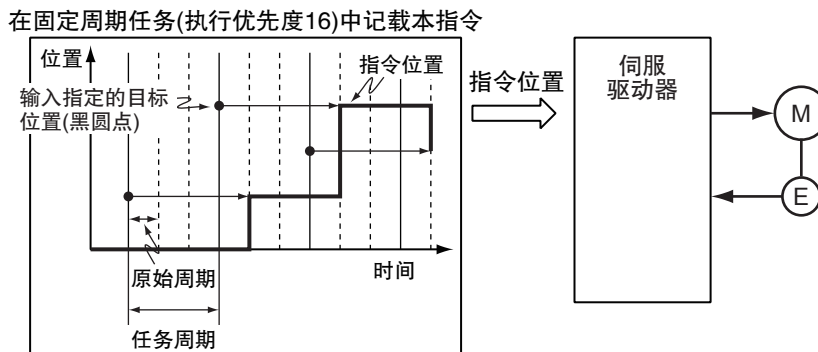 在固定周期任务(执行优先度16)中记载本指令
位置
指令位置
输入指定的目标
位置(黑圆点)
原始周期
时间
任务周期
指令位置
伺服
驱动器
M
E